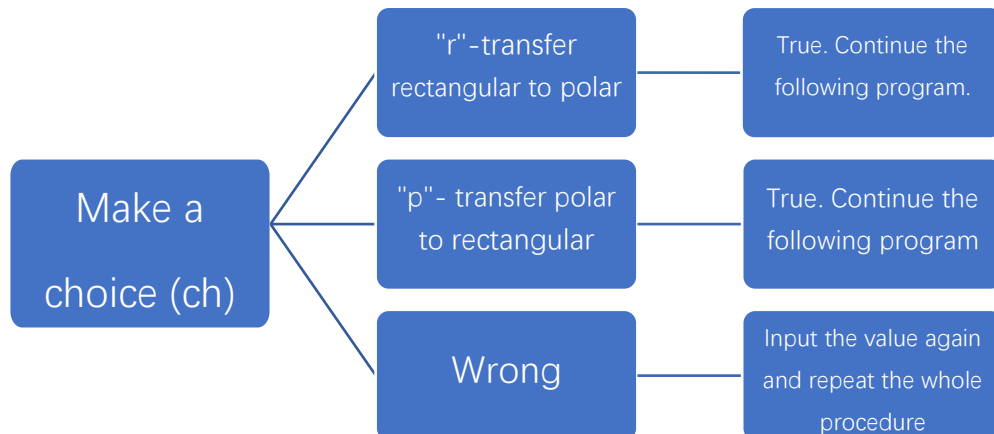 Make a
choice (ch)
"r"-transfer
rectangular to polar
True. Continue the
following program.
"p"- transfer polar
to rectangular
True. Continue the
following program
Wrong
Input the value again
and repeat the whole
procedure